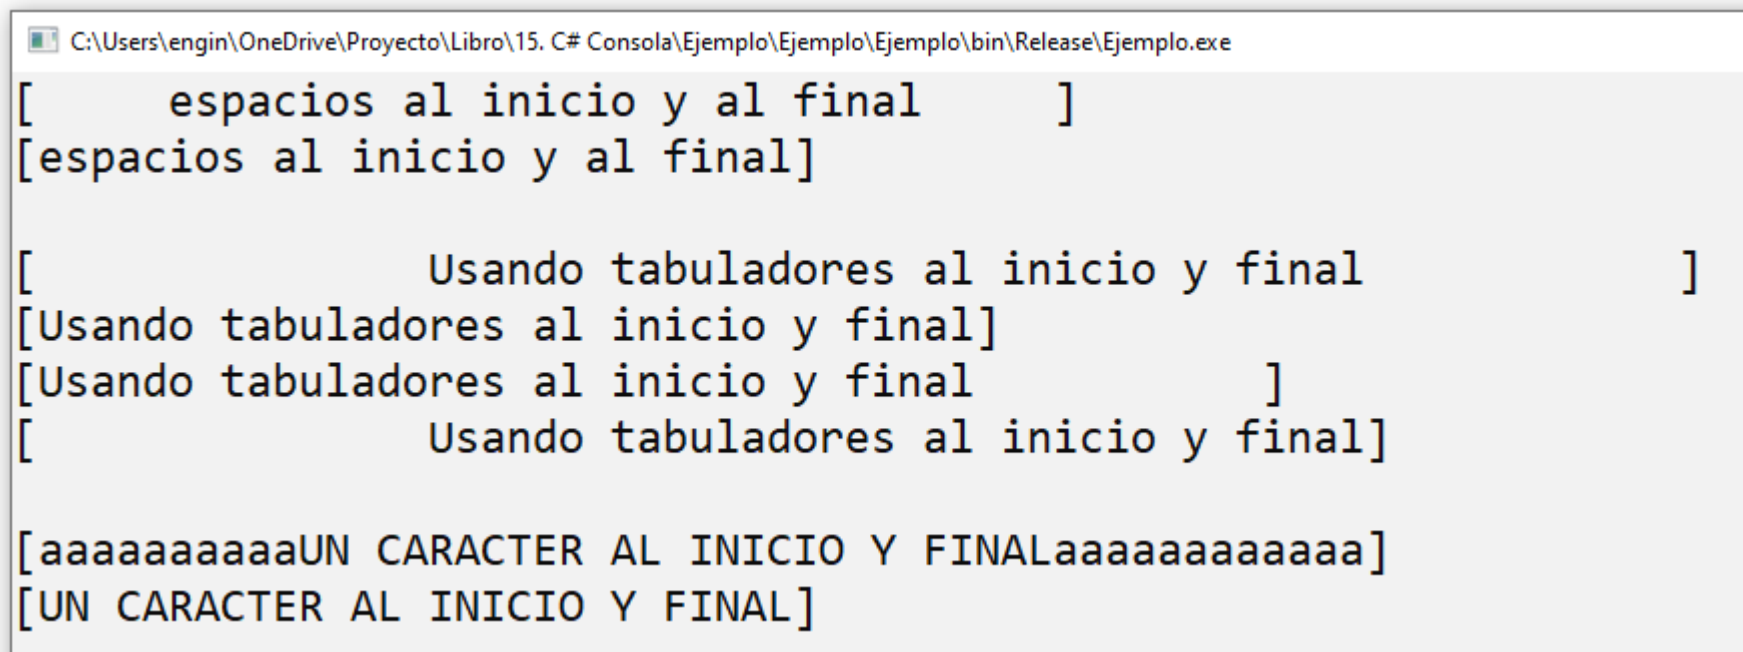 C:\Users\engin\OneDrive\Proyecto\Libro\15. C# Consola\Ejemplo\Ejemplo\Ejemplo\bin\Release\Ejemplo.exe
[     espacios al inicio y al final     ]
[espacios al inicio y al final]
[               Usando tabuladores al inicio y final            ]
[Usando tabuladores al inicio y final]
[Usando tabuladores al inicio y final           ]
[               Usando tabuladores al inicio y final]
[aaaaaaaaaaUN CARACTER AL INICIO Y FINALaaaaaaaaaaaa]
[UN CARACTER AL INICIO Y FINAL]